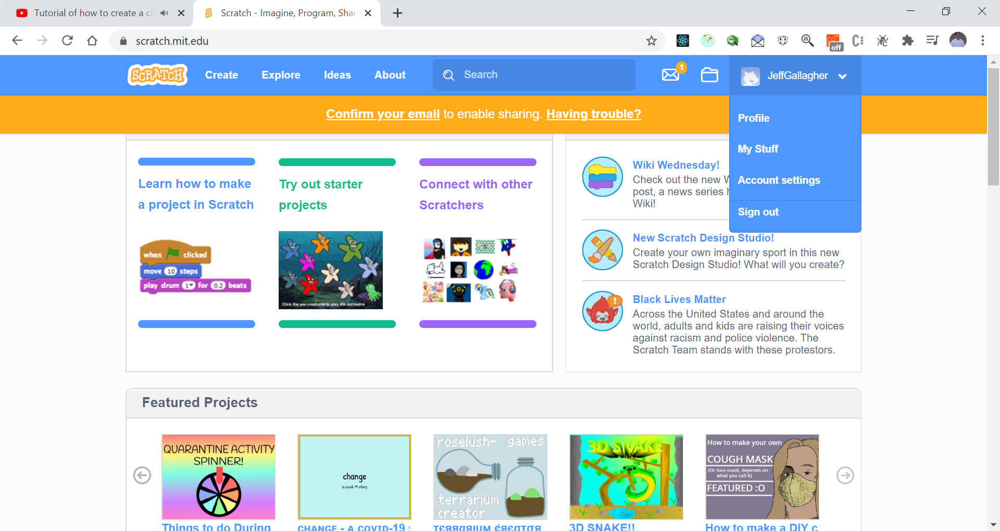 Tutorial of how to create a ca
Scratch - Imagine, Program, Shar
scratch.mit.edu
off
SCRATCH
Create
Explore
Ideas
About
Search
1
JeffGallagher
Confirm your email to enable sharing. Having trouble?
Profile
My Stuff
Account settings
Sign out
Learn how to make
a project in Scratch
when clicked
move 10 steps
play drum 1 for 0.2 beats
Try out starter
projects
Click the sea creatures to play the orchestra
Connect with other
Scratchers
Wiki Wednesday!
Check out the new W
post, a news series h
Wiki!
New Scratch Design Studio!
Create your own imaginary sport in this new
Scratch Design Studio! What will you create?
Black Lives Matter
Across the United States and around the
world, adults and kids are raising their voices
against racism and police violence. The
Scratch Team stands with these protestors.
Featured Projects
QUARANTINE ACTIVITY
SPINNER!
Things to do During
change
a covid-19 story
CHANGE - A COVID-19
roselush- games
terrarium
creator
3D SNAKE
3D SNAKE!!
How to make your own
COUGH MASK
(Or face mask, depends on
what you call it)
FEATURED :O
How to make a DIY c